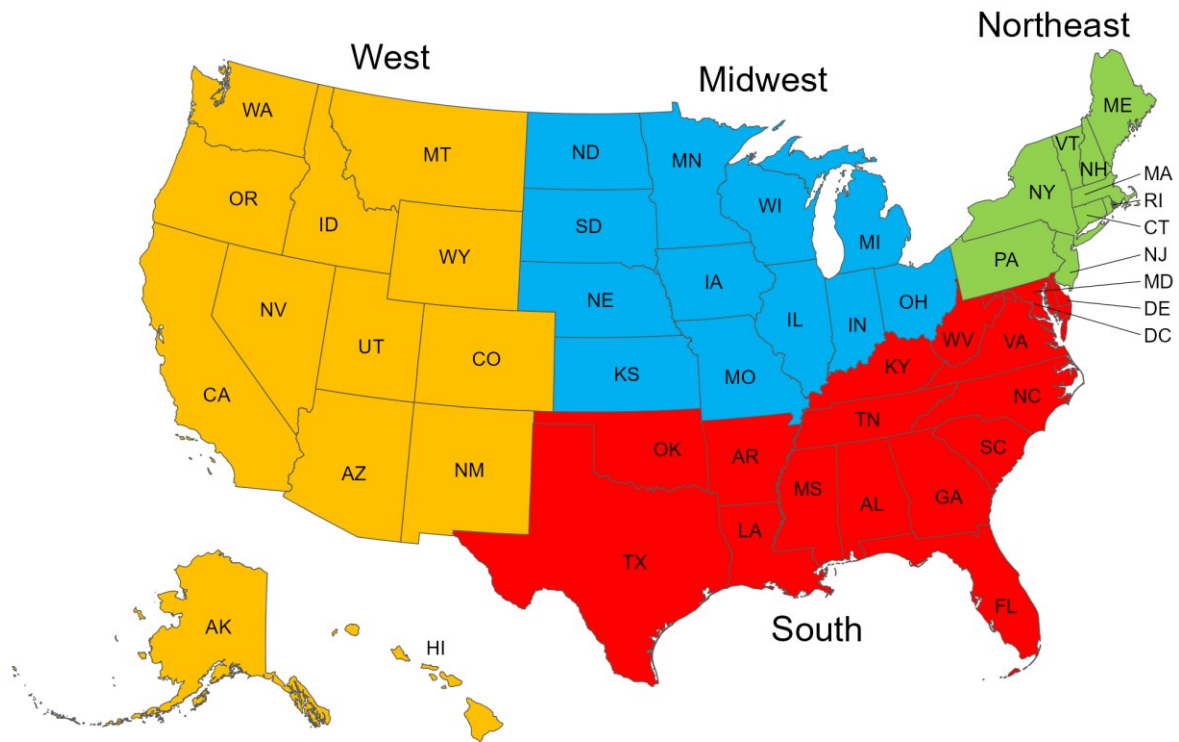 Northeast
West
Midwest
WA
MT
ND
MN
ME
VT
NH
MA
OR
ID
SD
WI
NY
RI
CT
WY
MI
NJ
PA
MD
NE
IA
DE
NV
OH
DC
UT
CO
IL
IN
WV
VA
KS
MO
KY
CA
NC
TN
OK
AR
SC
AZ
NM
MS
AL
GA
LA
TX
FL
South
AK
HI